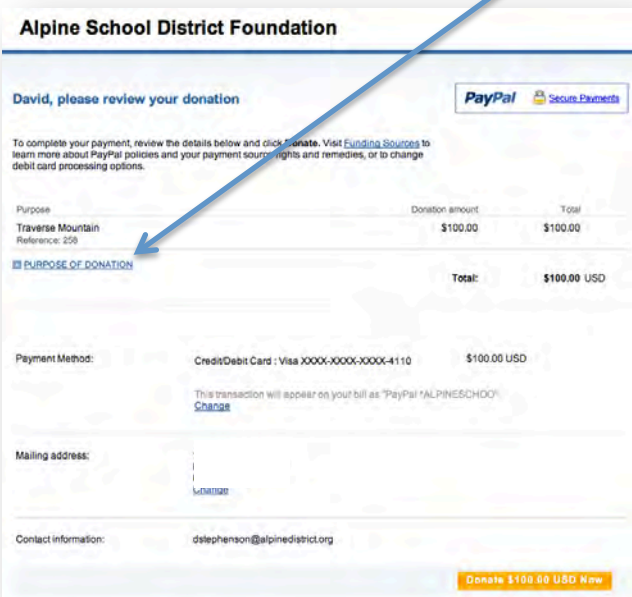 Alpine School District Foundation
David, please review your donation
PayPal Secure Payments
To complete your payment, review the details below and click Donate. Visit Funding Sources to
learn more about PayPal policies and your payment source rights and remedies, or to change
debit card processing options.
Purpose Donation amount Total
Traverse Mountain $100.00 $100.00
Reference: 258
PURPOSE OF DONATION
Total: $100.00 USD
Payment Method: Credit/Debit Card : Visa XXXX-XXXX-XXXX-4110 $100.00 USD
This transaction will appear on your bill as "PayPal *ALPINESCHOO".
Change
Mailing address:
Change
Contact information: dstephenson@alpinedistrict.org
Donate $100.00 USD Now